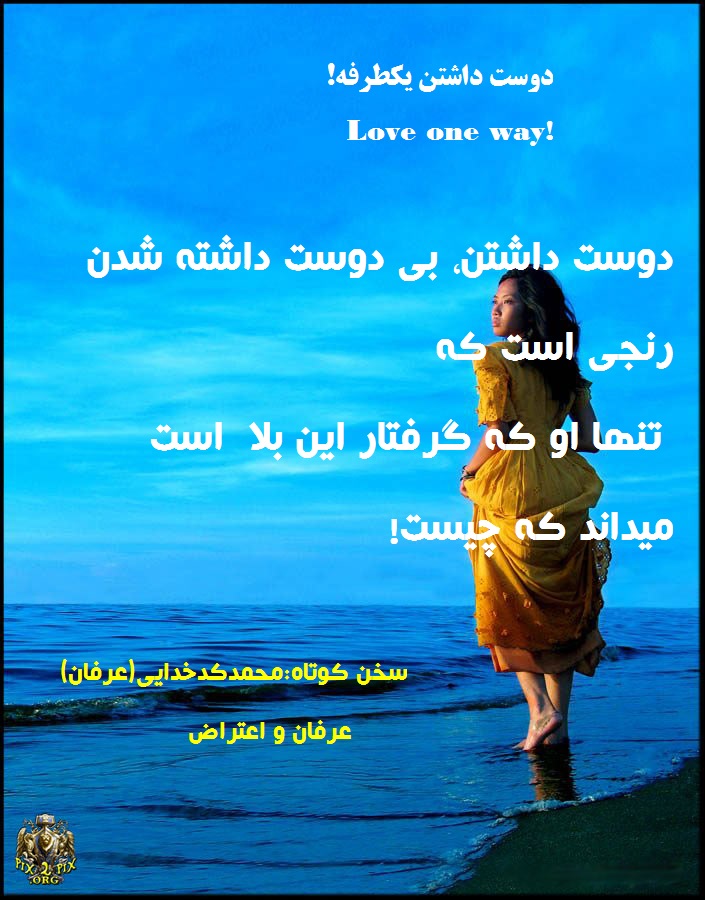 دوست داشتن یکطرفه!
Love one way!
دوست داشتن، بی دوست داشته شدن
رنجی است که
تنها او که گرفتار این بلا است
میداند که چیست!
سخن کوتاه:محمدکدخدایی(عرفان)
عرفان و اعتراض
PIX 2 PIX
.ORG